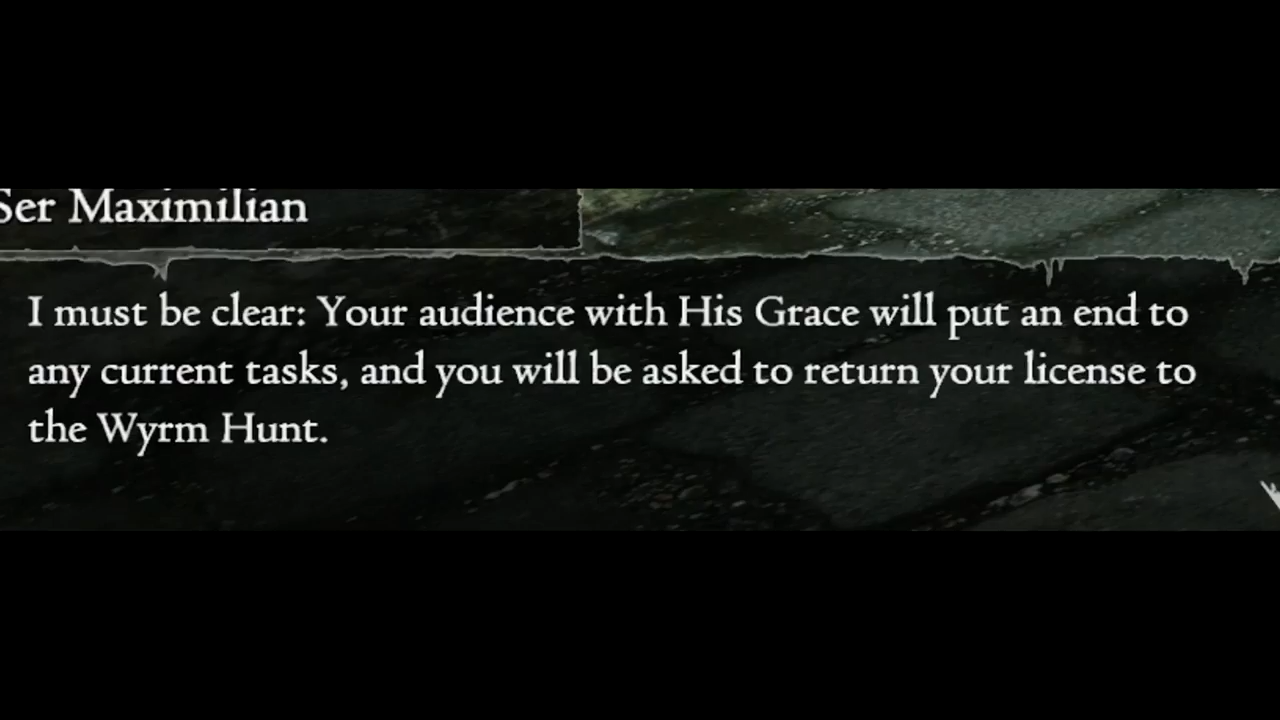 Ser Maximilian
I must be clear: Your audience with His Grace will put an end to
any current tasks, and you will be asked to return your license to
the Wyrm Hunt.